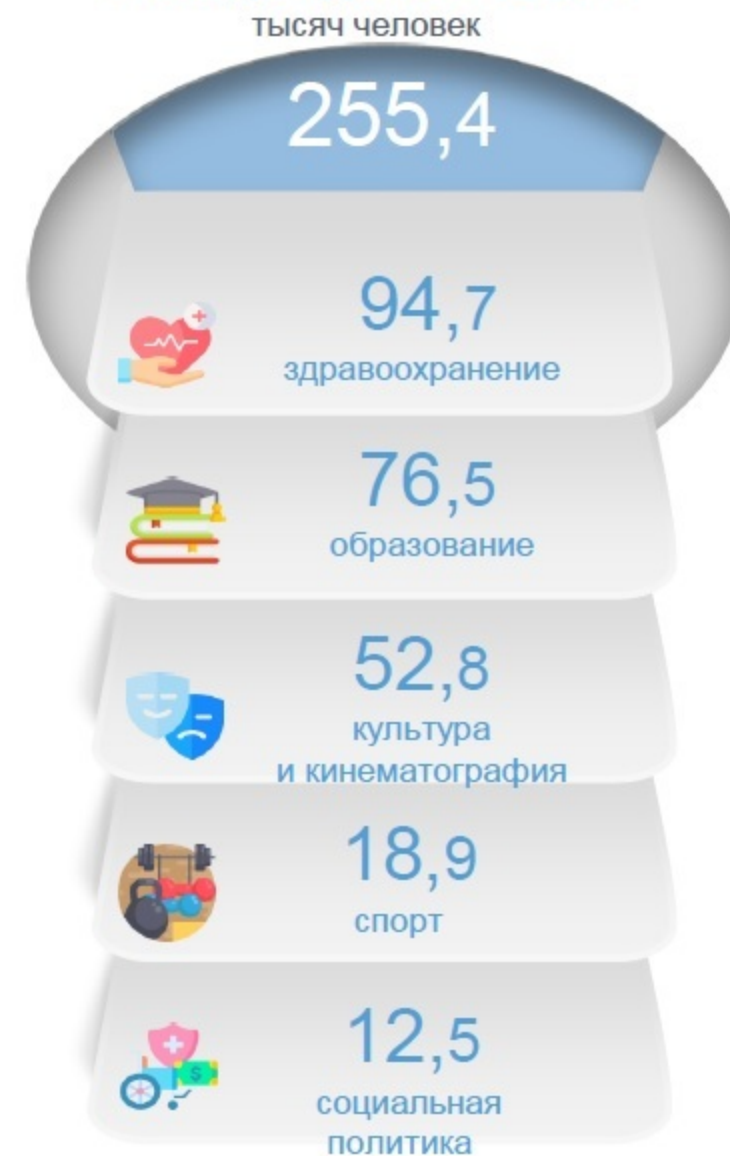 тысяч человек
255,4
94,7
здравоохранение
76,5
образование
52,8
культура
и кинематография
18,9
спорт
12,5
социальная
политика